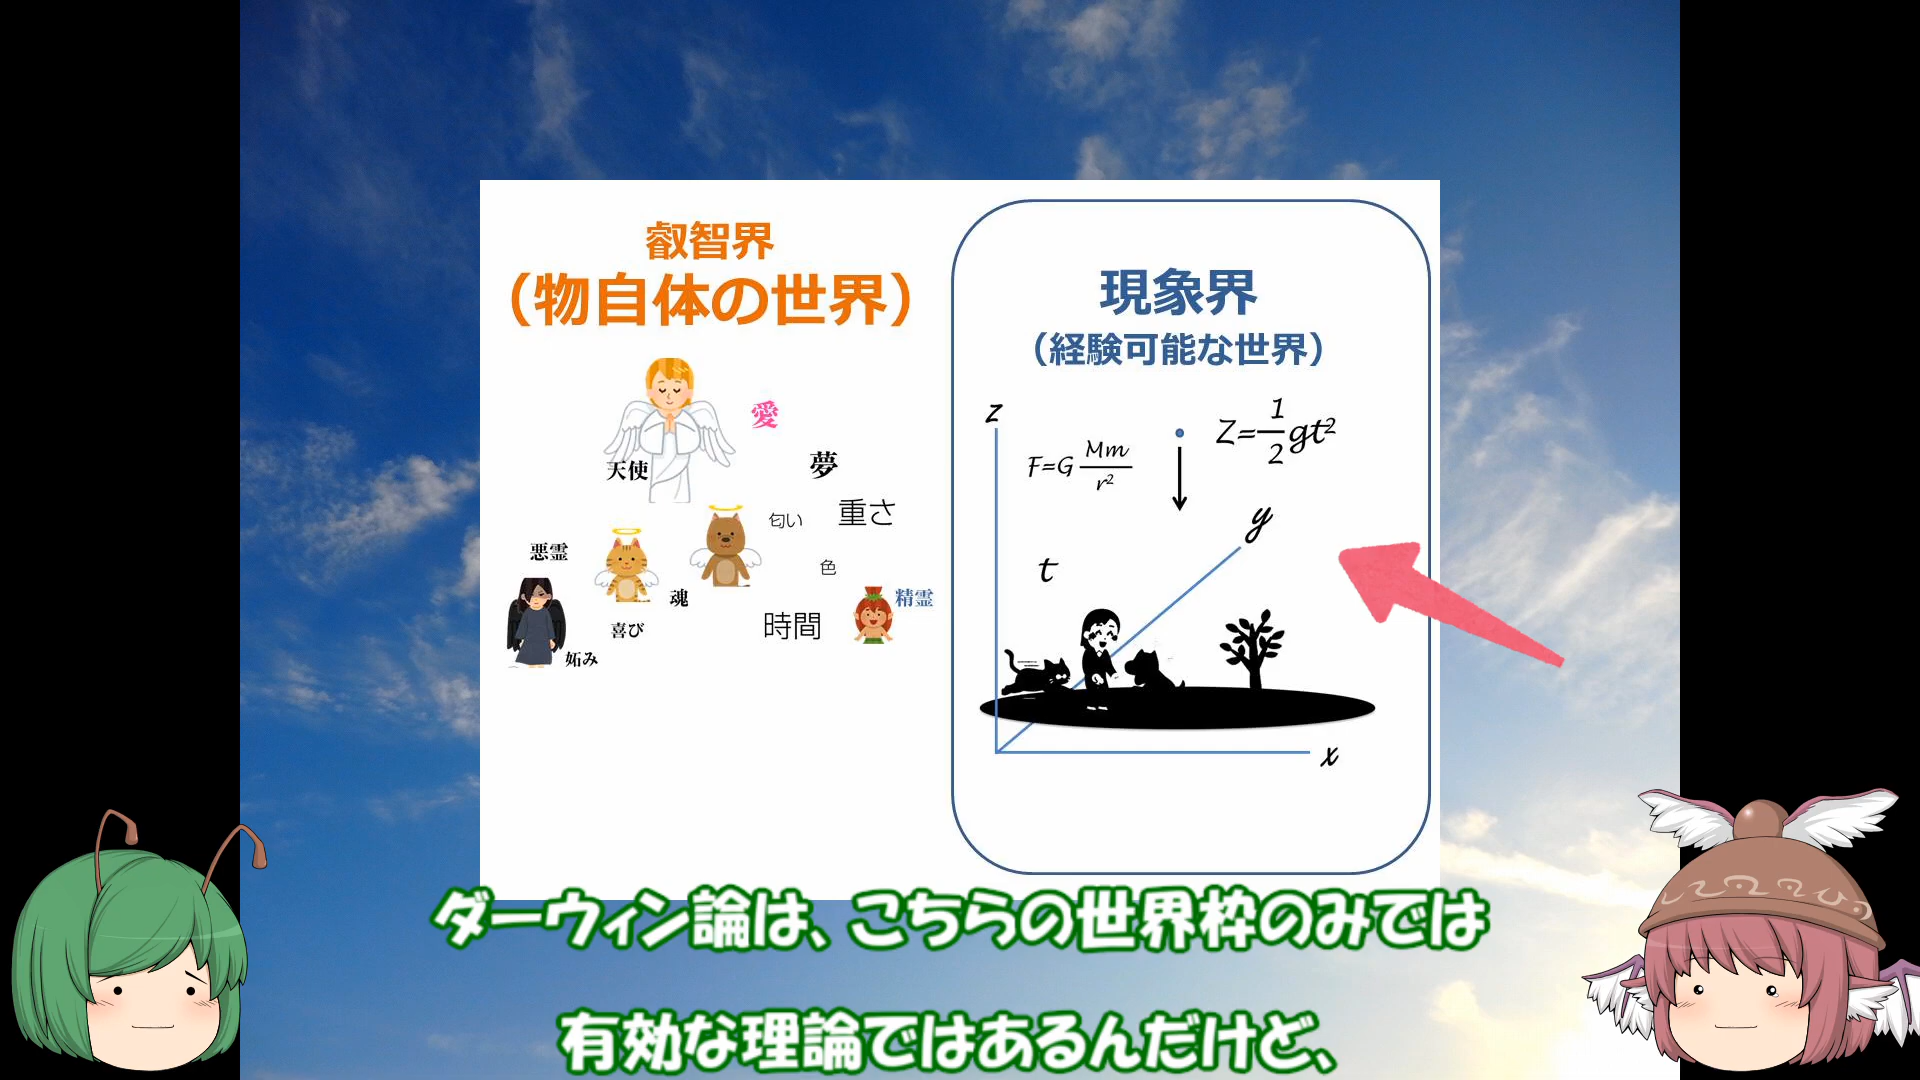 叡智界
（物自体の世界）
天使
愛
夢
匂い
重さ
悪霊
色
魂
精霊
喜び
時間
妬み
現象界
（経験可能な世界）
z
F=G Mm/r²
Z=1/2gt²
y
t
x
ダーウィン論は、こちらの世界枠のみでは
有効な理論ではあるんだけど、